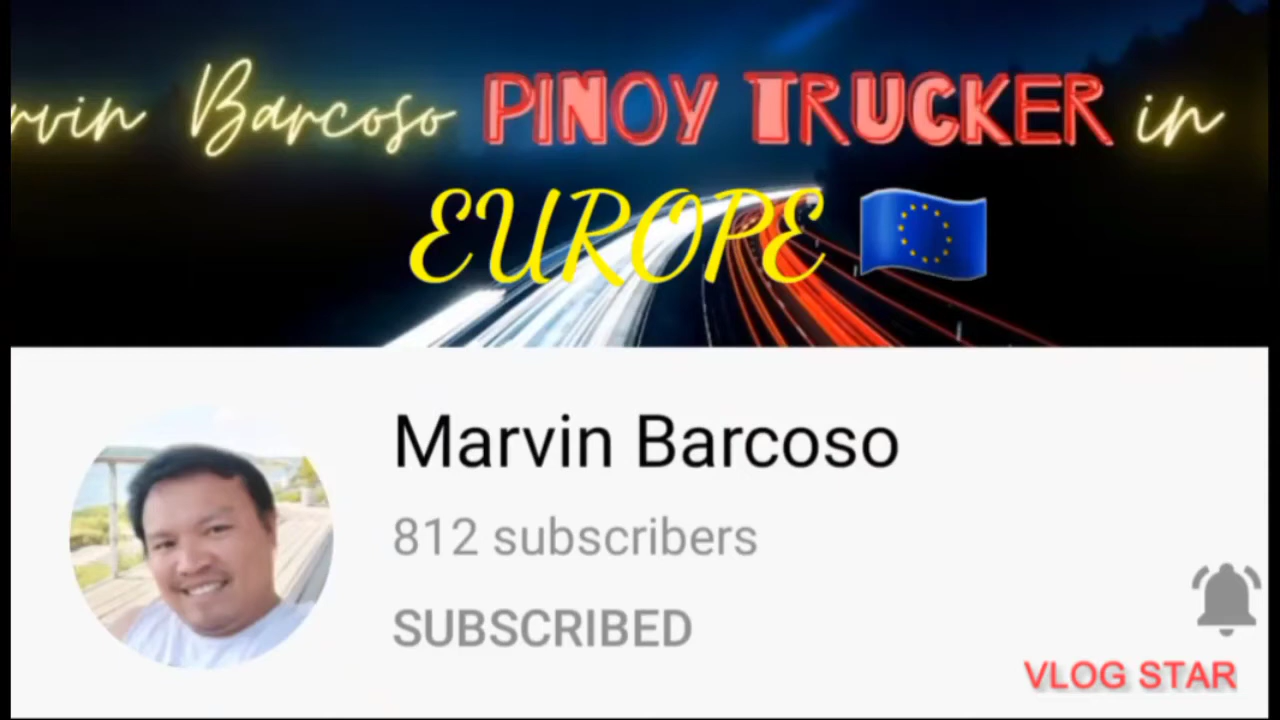 rvin Barcoso PINOY TRUCKER in
EUROPE
Marvin Barcoso
812 subscribers
SUBSCRIBED
VLOG STAR